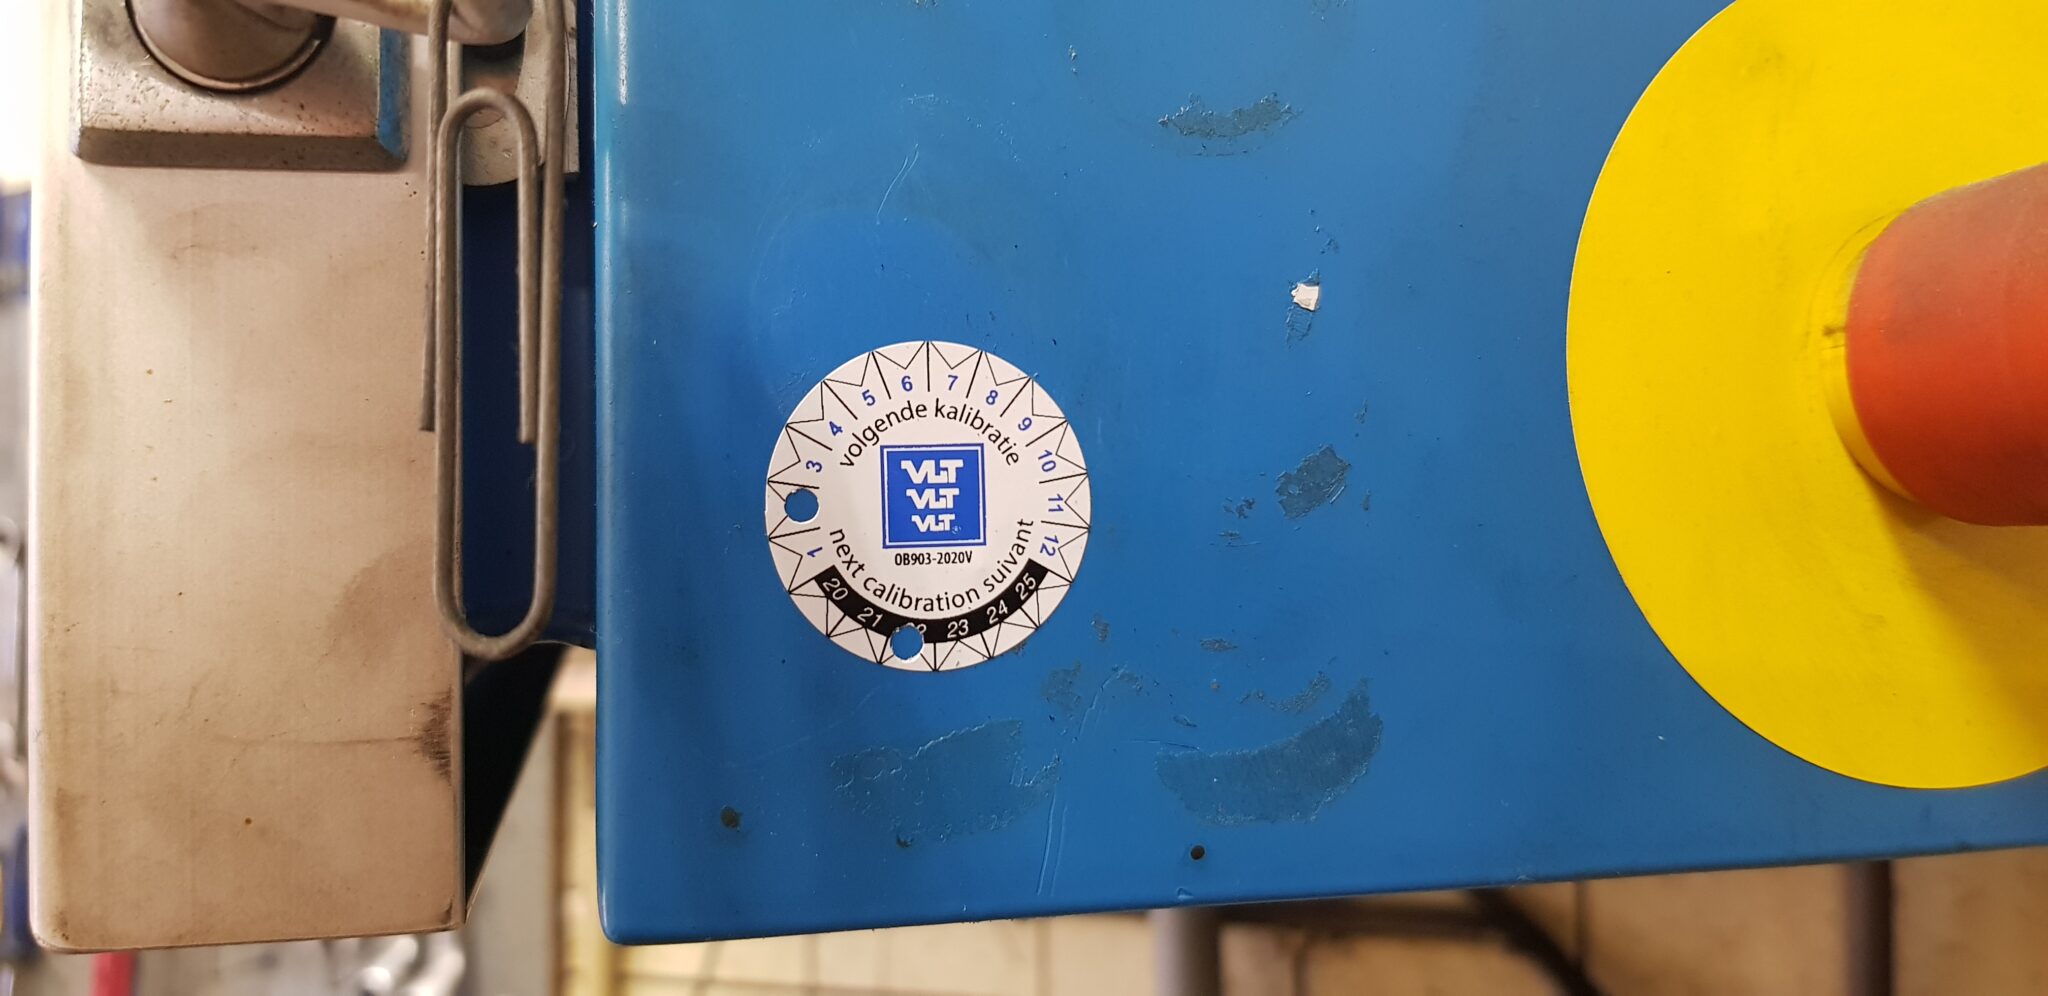 1 3 4 5 6 7 8 9 10 11 12
volgende kalibratie
VLT
VLT
VLT
OB903-2020V
next calibration suivant
20 21 23 24 25